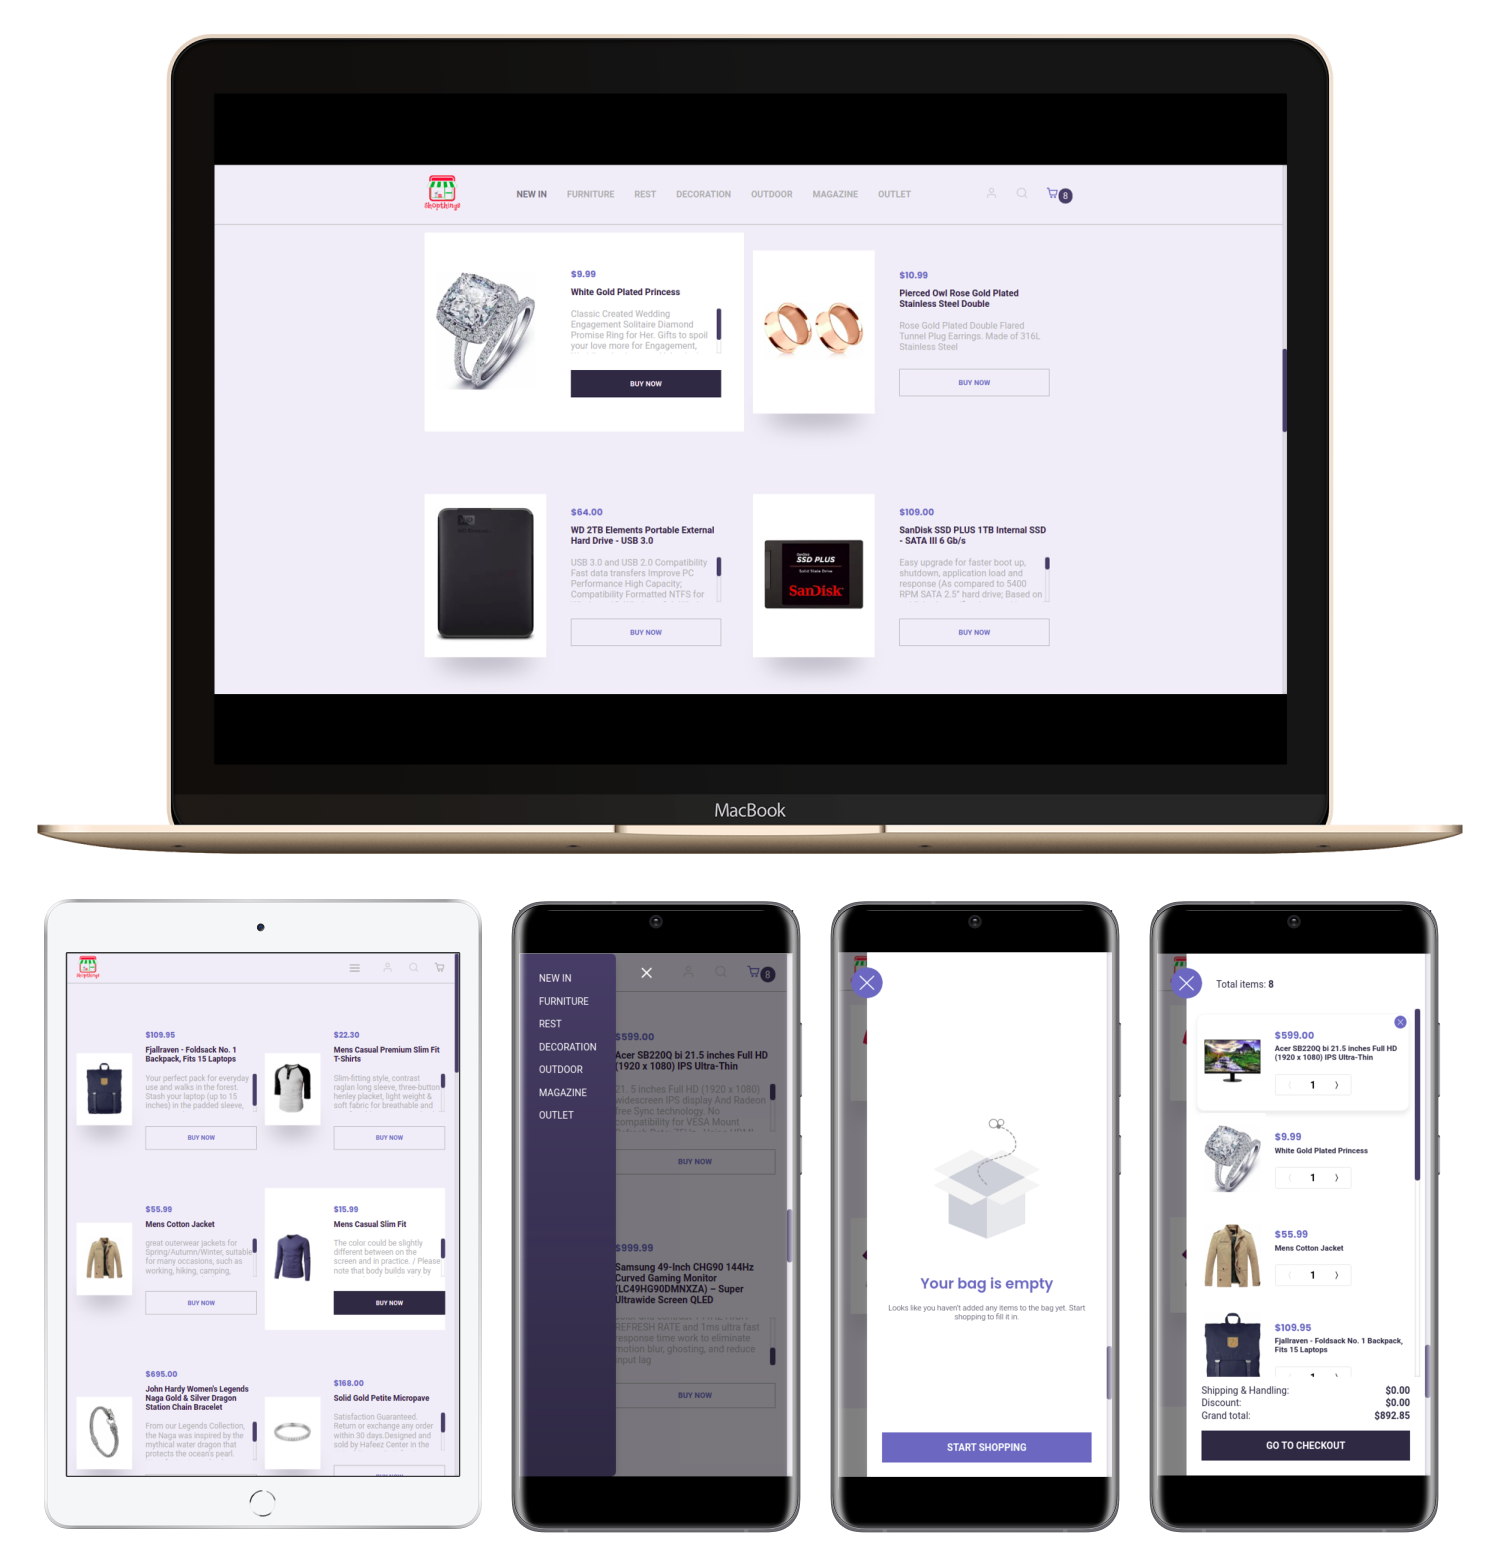 Shopthings
NEW IN FURNITURE REST DECORATION OUTDOOR MAGAZINE OUTLET
8
$9.99
White Gold Plated Princess
Classic Created Wedding
Engagement Solitaire Diamond
Promise Ring for Her. Gifts to spoil
your love more for Engagement,
BUY NOW
$10.99
Pierced Owl Rose Gold Plated
Stainless Steel Double
Rose Gold Plated Double Flared
Tunnel Plug Earrings. Made of 316L
Stainless Steel
BUY NOW
WD
$64.00
WD 2TB Elements Portable External
Hard Drive - USB 3.0
USB 3.0 and USB 2.0 Compatibility
Fast data transfers Improve PC
Performance High Capacity;
Compatibility Formatted NTFS for
BUY NOW
SanDisk
SSD PLUS
Solid State Drive
SanDisk
$109.00
SanDisk SSD PLUS 1TB Internal SSD
- SATA III 6 Gb/s
Easy upgrade for faster boot up,
shutdown, application load and
response (As compared to 5400
RPM SATA 2.5" hard drive; Based on
BUY NOW
MacBook
Shopthings
$109.95
Fjallraven - Foldsack No. 1
Backpack, Fits 15 Laptops
Your perfect pack for everyday
use and walks in the forest.
Stash your laptop (up to 15
inches) in the padded sleeve,
BUY NOW
$22.30
Mens Casual Premium Slim Fit
T-Shirts
Slim-fitting style, contrast
raglan long sleeve, three-button
henley placket, light weight &
soft fabric for breathable and
BUY NOW
$55.99
Mens Cotton Jacket
great outerwear jackets for
Spring/Autumn/Winter, suitable
for many occasions, such as
working, hiking, camping,
BUY NOW
$15.99
Mens Casual Slim Fit
The color could be slightly
different between on the
screen and in practice. / Please
note that body builds vary by
BUY NOW
$695.00
John Hardy Women's Legends
Naga Gold & Silver Dragon
Station Chain Bracelet
From our Legends Collection,
the Naga was inspired by the
mythical water dragon that
protects the ocean's pearl.
$168.00
Solid Gold Petite Micropave
Satisfaction Guaranteed.
Return or exchange any order
within 30 days.Designed and
sold by Hafeez Center in the
BUY NOW
NEW IN
FURNITURE
REST
DECORATION
OUTDOOR
MAGAZINE
OUTLET
8
$599.00
Acer SB220Q bi 21.5 inches Full HD
(1920 x 1080) IPS Ultra-Thin
21. 5 inches Full HD (1920 x 1080)
widescreen IPS display And Radeon
free Sync technology. No
compatibility for VESA Mount
BUY NOW
$999.99
Samsung 49-Inch CHG90 144Hz
Curved Gaming Monitor
(LC49HG90DMNXZA) – Super
Ultrawide Screen QLED
REFRESH RATE and 1ms ultra fast
response time work to eliminate
motion blur, ghosting, and reduce
input lag
BUY NOW
Your bag is empty
Looks like you haven't added any items to the bag yet. Start
shopping to fill it in.
START SHOPPING
Total items: 8
$599.00
Acer SB220Q bi 21.5 inches Full HD
(1920 x 1080) IPS Ultra-Thin
1
$9.99
White Gold Plated Princess
1
$55.99
Mens Cotton Jacket
1
$109.95
Fjallraven - Foldsack No. 1 Backpack,
Fits 15 Laptops
1
Shipping & Handling: $0.00
Discount: $0.00
Grand total: $892.85
GO TO CHECKOUT